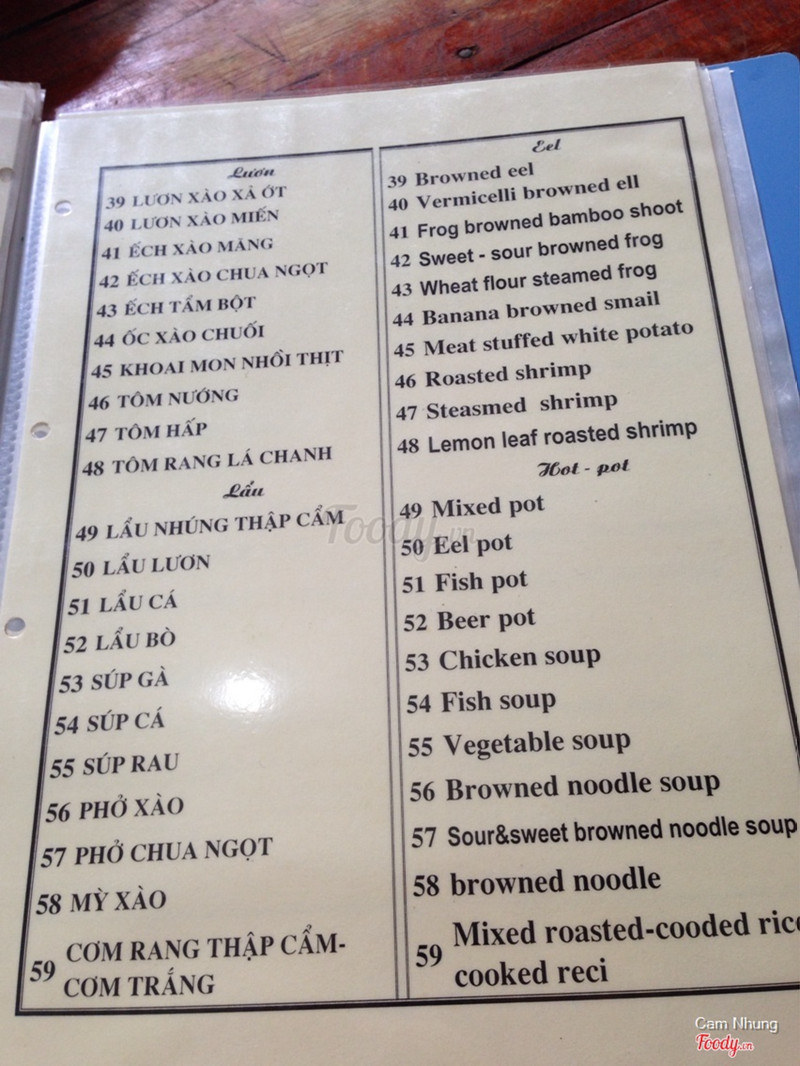 Lươn
39 LƯƠN XÀO XẢ ỚT
40 LƯƠN XÀO MIẾN
41 ẾCH XÀO MĂNG
42 ẾCH XÀO CHUA NGỌT
43 ẾCH TẨM BỘT
44 ỐC XÀO CHUỐI
45 KHOAI MON NHỒI THỊT
46 TÔM NƯỚNG
47 TÔM HẤP
48 TÔM RANG LÁ CHANH
Lẩu
49 LẨU NHÚNG THẬP CẨM
50 LẨU LƯƠN
51 LẨU CÁ
52 LẨU BÒ
53 SÚP GÀ
54 SÚP CÁ
55 SÚP RAU
56 PHỞ XÀO
57 PHỞ CHUA NGỌT
58 MỲ XÀO
59 CƠM RANG THẬP CẨM-
CƠM TRẮNG
Eel
39 Browned eel
40 Vermicelli browned ell
41 Frog browned bamboo shoot
42 Sweet - sour browned frog
43 Wheat flour steamed frog
44 Banana browned smail
45 Meat stuffed white potato
46 Roasted shrimp
47 Steasmed shrimp
48 Lemon leaf roasted shrimp
Hot - pot
49 Mixed pot
50 Eel pot
51 Fish pot
52 Beer pot
53 Chicken soup
54 Fish soup
55 Vegetable soup
56 Browned noodle soup
57 Sour&sweet browned noodle soup
58 browned noodle
59 Mixed roasted-cooded rice
cooked reci
Foody.vn
Cam Nhung
Foody.vn